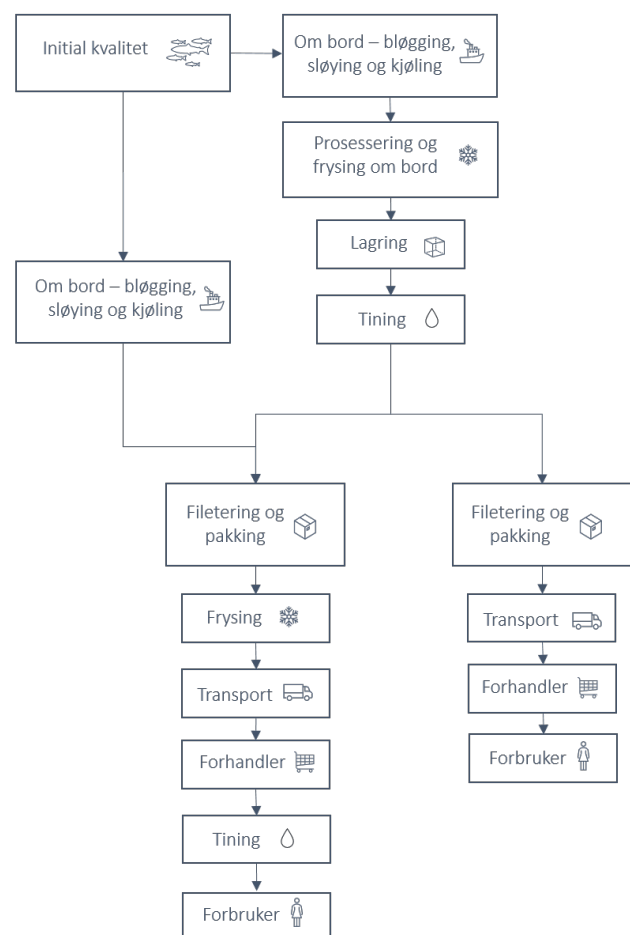 Initial kvalitet
Om bord – bløgging,
sløying og kjøling
Prosessering og
frysing om bord
Lagring
Om bord – bløgging,
sløying og kjøling
Tining
Filetering og
pakking
Filetering og
pakking
Frysing
Transport
Transport
Forhandler
Forhandler
Forbruker
Tining
Forbruker